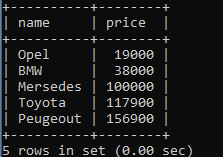 +----------+--------+
| name     | price  |
+----------+--------+
| Opel     |  19000 |
| BMW      |  38000 |
| Mersedes | 100000 |
| Toyota   | 117900 |
| Peugeout | 156900 |
+----------+--------+
5 rows in set (0.00 sec)